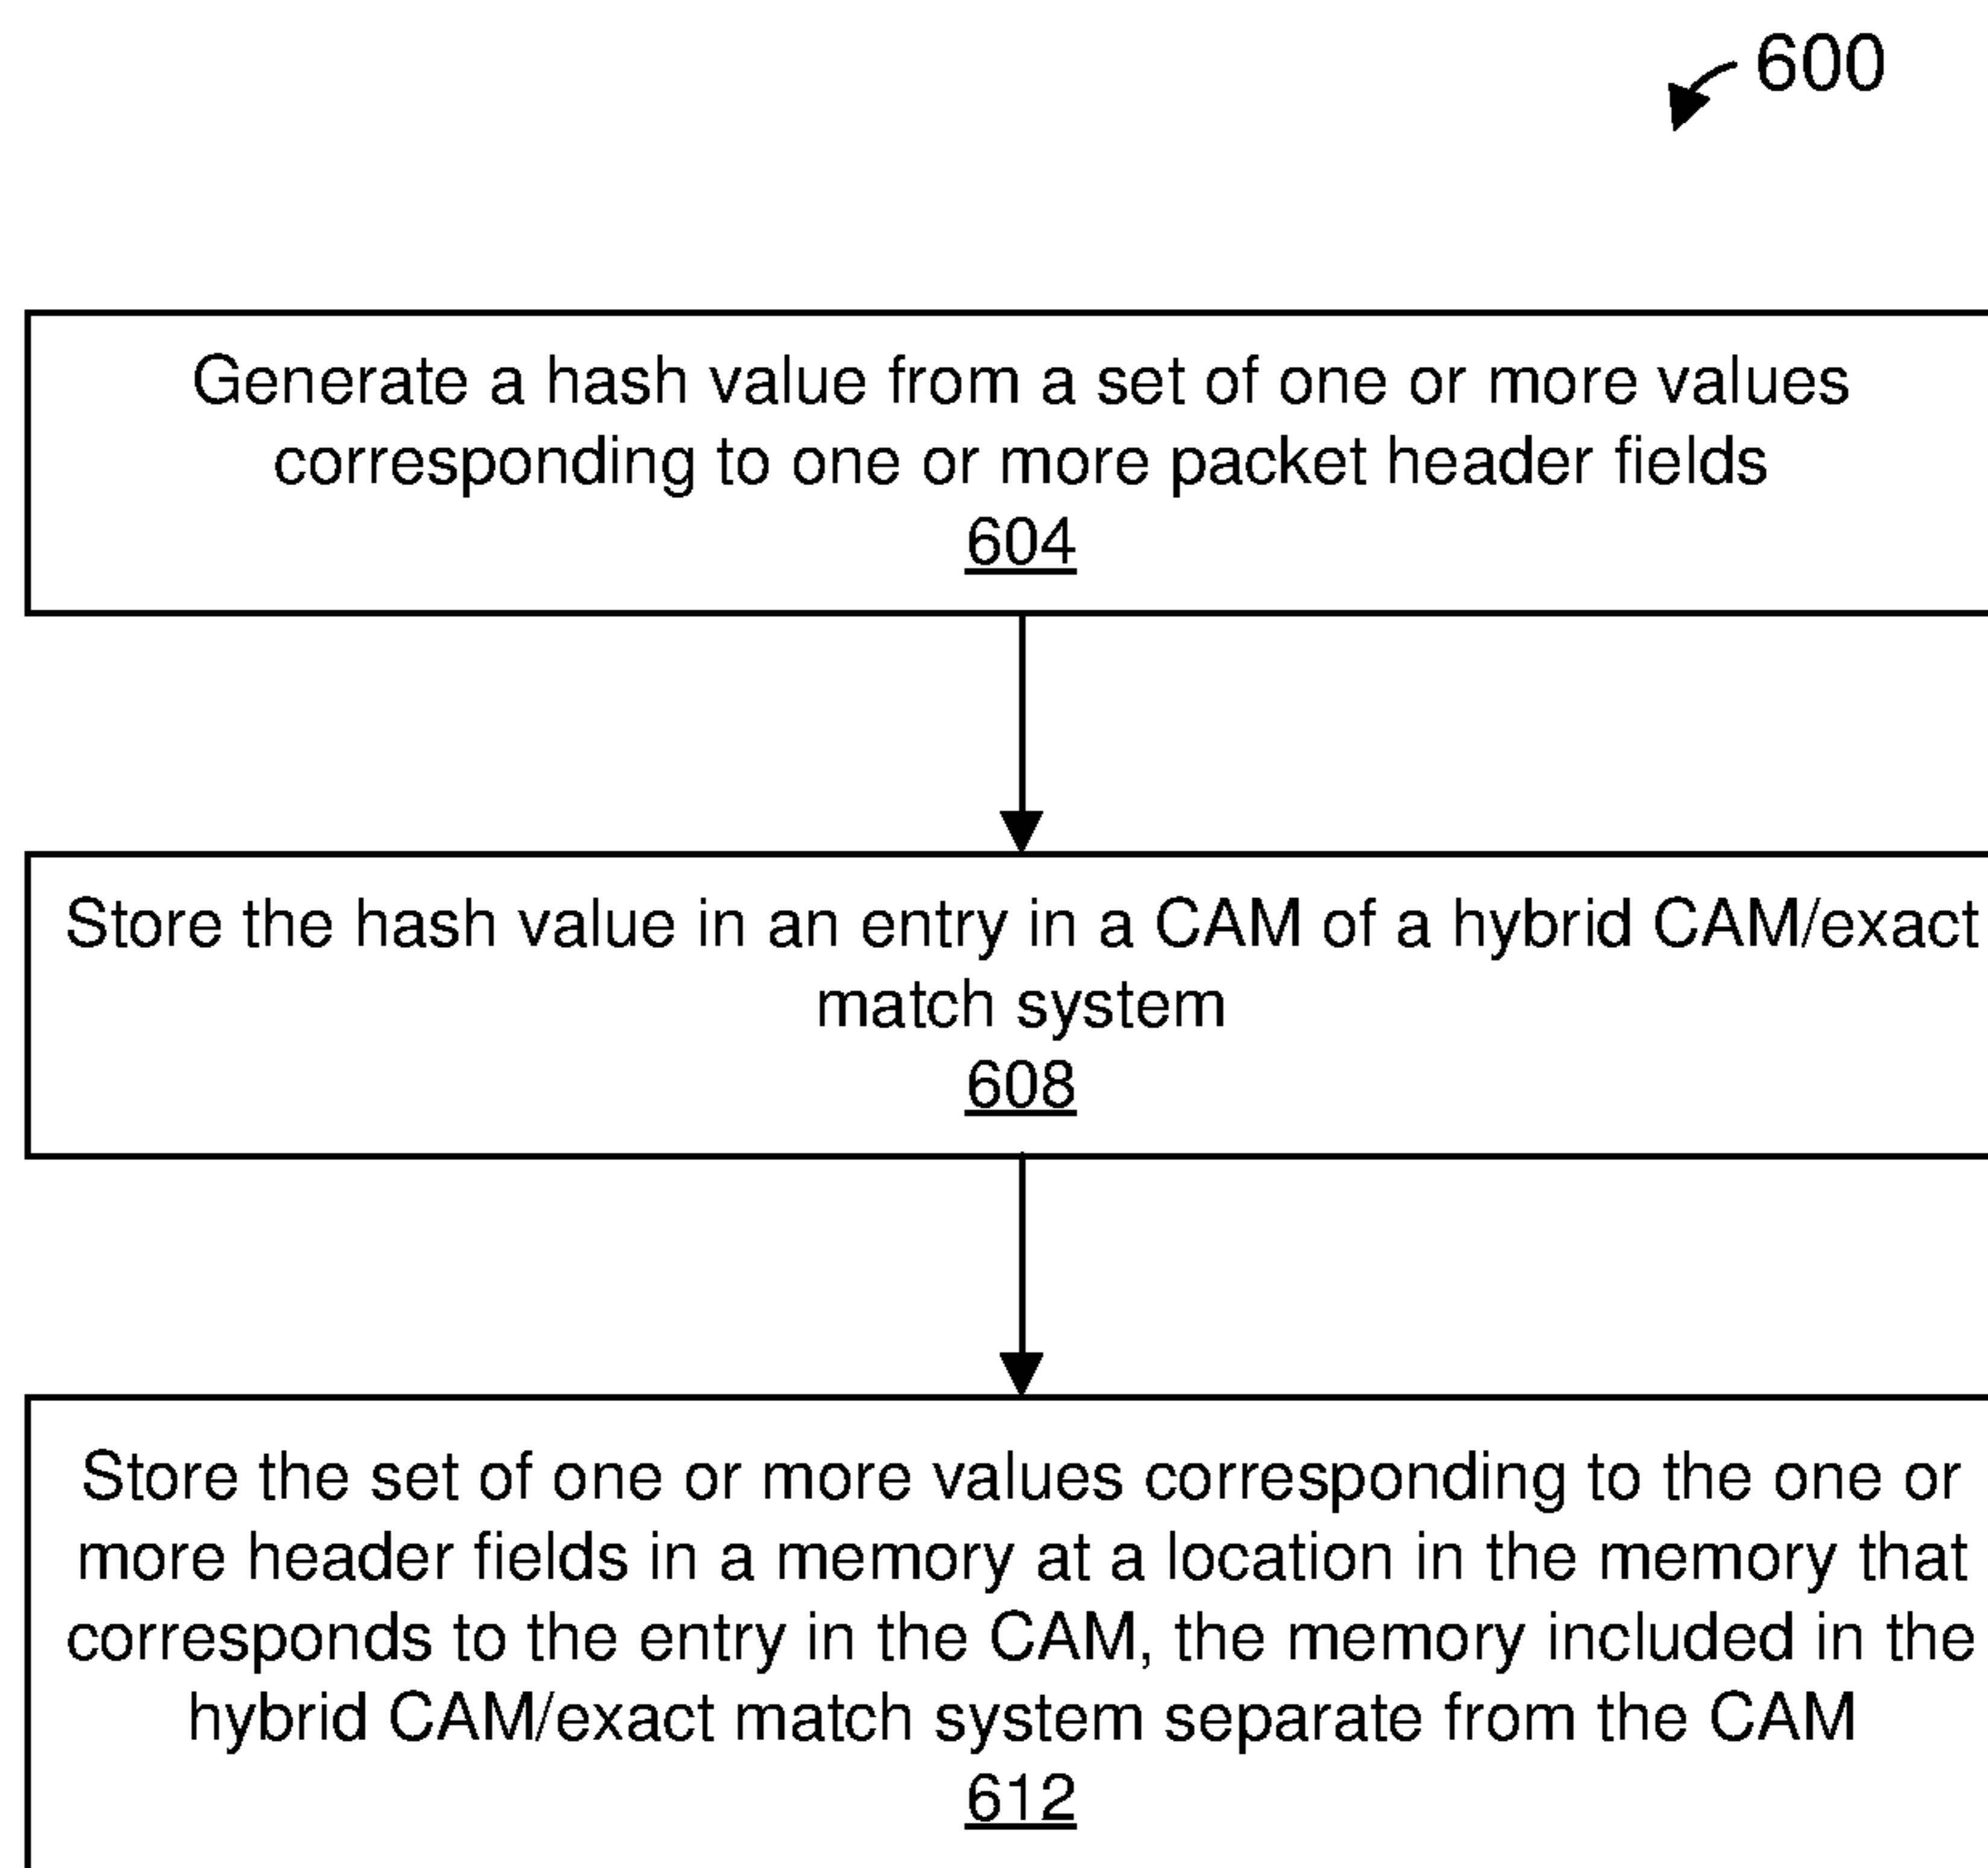 600
Generate a hash value from a set of one or more values
corresponding to one or more packet header fields
604
Store the hash value in an entry in a CAM of a hybrid CAM/exact
match system
608
Store the set of one or more values corresponding to the one or
more header fields in a memory at a location in the memory that
corresponds to the entry in the CAM, the memory included in the
hybrid CAM/exact match system separate from the CAM
612